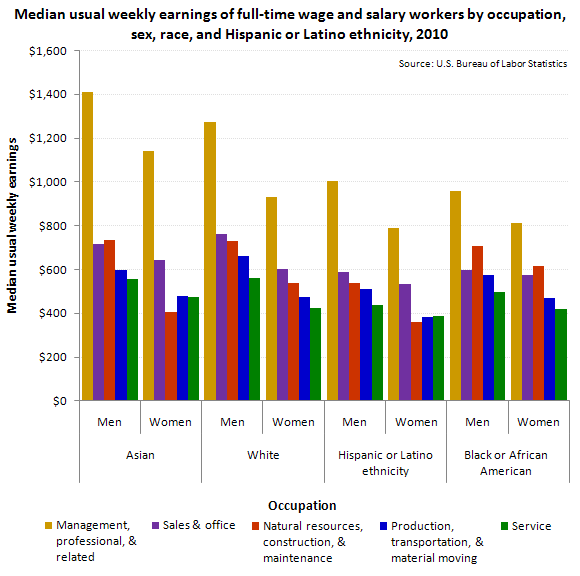 Median usual weekly earnings of full-time wage and salary workers by occupation,
sex, race, and Hispanic or Latino ethnicity, 2010
Source: U.S. Bureau of Labor Statistics
Median usual weekly earnings
$1,600
$1,400
$1,200
$1,000
$800
$600
$400
$200
$0
Men Women Men Women Men Women Men Women
Asian White Hispanic or Latino Black or African
ethnicity American
Occupation
Management, Sales & office Natural resources, Production, Service
professional, & construction, & transportation, &
related maintenance material moving